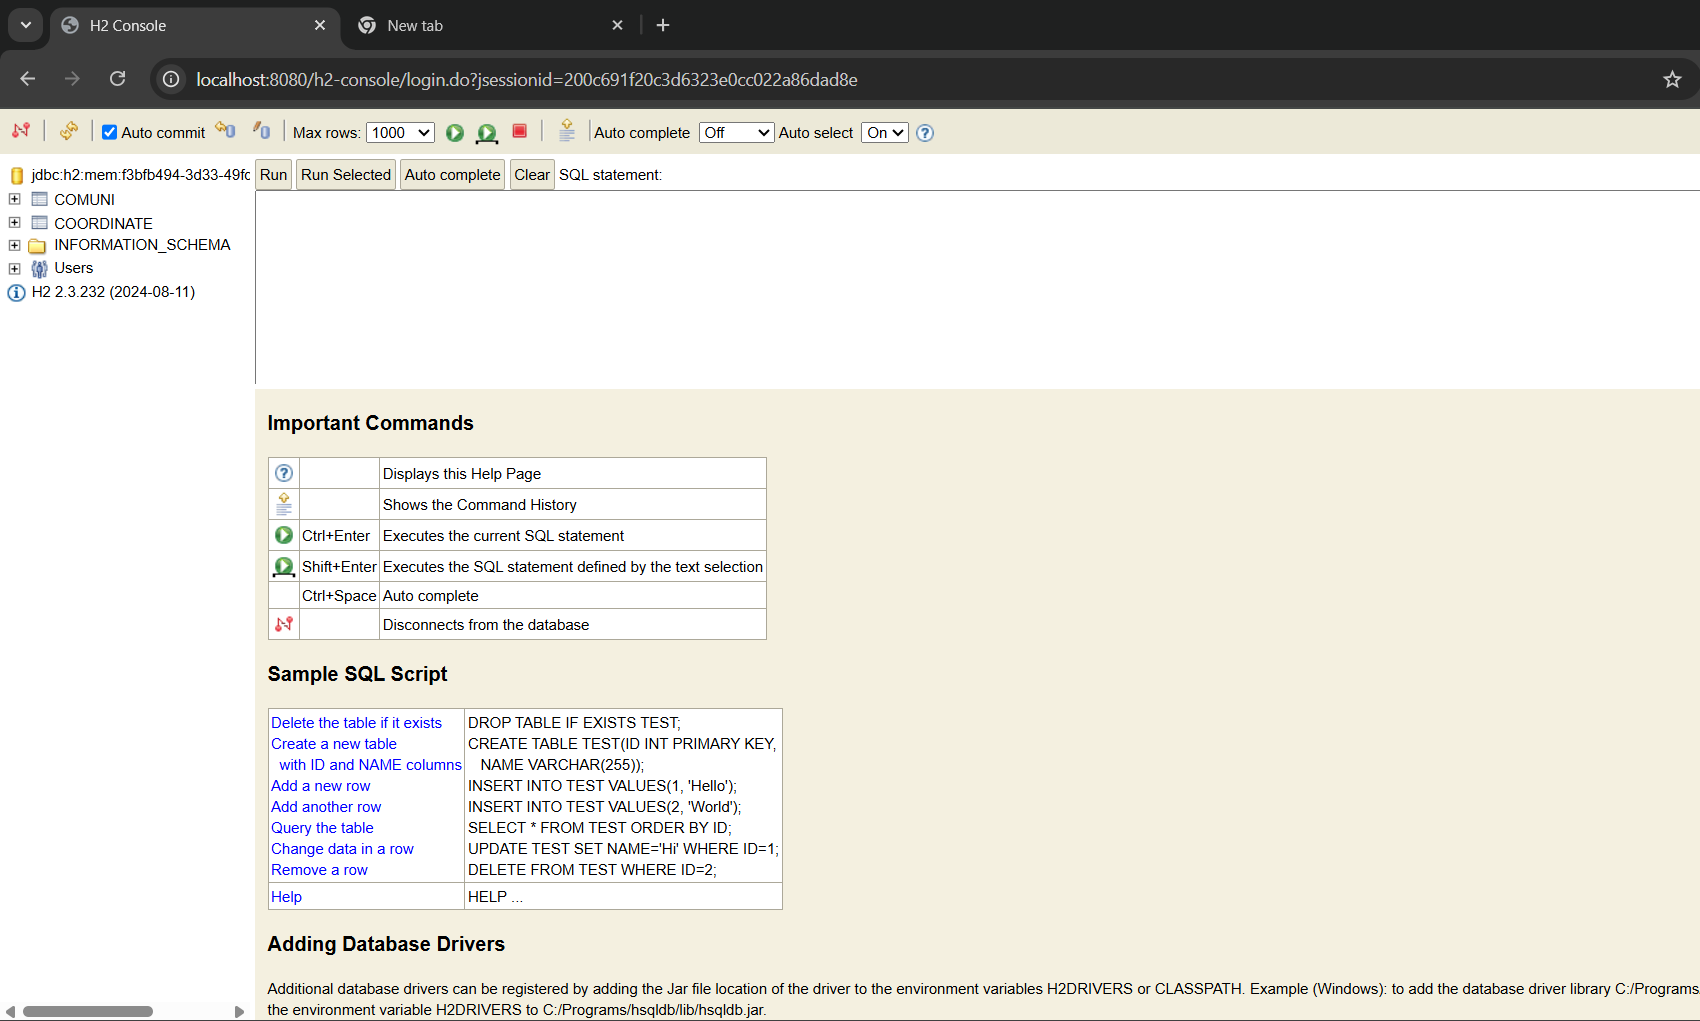 H2 Console
New tab
localhost:8080/h2-console/login.do?jsessionid=200c691f20c3d6323e0cc022a86dad8e
Auto commit Max rows: 1000 Auto complete Off Auto select On
jdbc:h2:mem:f3bfb494-3d33-49fc
COMUNI
COORDINATE
INFORMATION_SCHEMA
Users
H2 2.3.232 (2024-08-11)
Run Run Selected Auto complete Clear SQL statement:
Important Commands
Displays this Help Page
Shows the Command History
Ctrl+Enter Executes the current SQL statement
Shift+Enter Executes the SQL statement defined by the text selection
Ctrl+Space Auto complete
Disconnects from the database
Sample SQL Script
Delete the table if it exists DROP TABLE IF EXISTS TEST;
Create a new table CREATE TABLE TEST(ID INT PRIMARY KEY,
with ID and NAME columns NAME VARCHAR(255));
Add a new row INSERT INTO TEST VALUES(1, 'Hello');
Add another row INSERT INTO TEST VALUES(2, 'World');
Query the table SELECT * FROM TEST ORDER BY ID;
Change data in a row UPDATE TEST SET NAME='Hi' WHERE ID=1;
Remove a row DELETE FROM TEST WHERE ID=2;
Help HELP ...
Adding Database Drivers
Additional database drivers can be registered by adding the Jar file location of the driver to the environment variables H2DRIVERS or CLASSPATH. Example (Windows): to add the database driver library C:/Programs
the environment variable H2DRIVERS to C:/Programs/hsqldb/lib/hsqldb.jar.